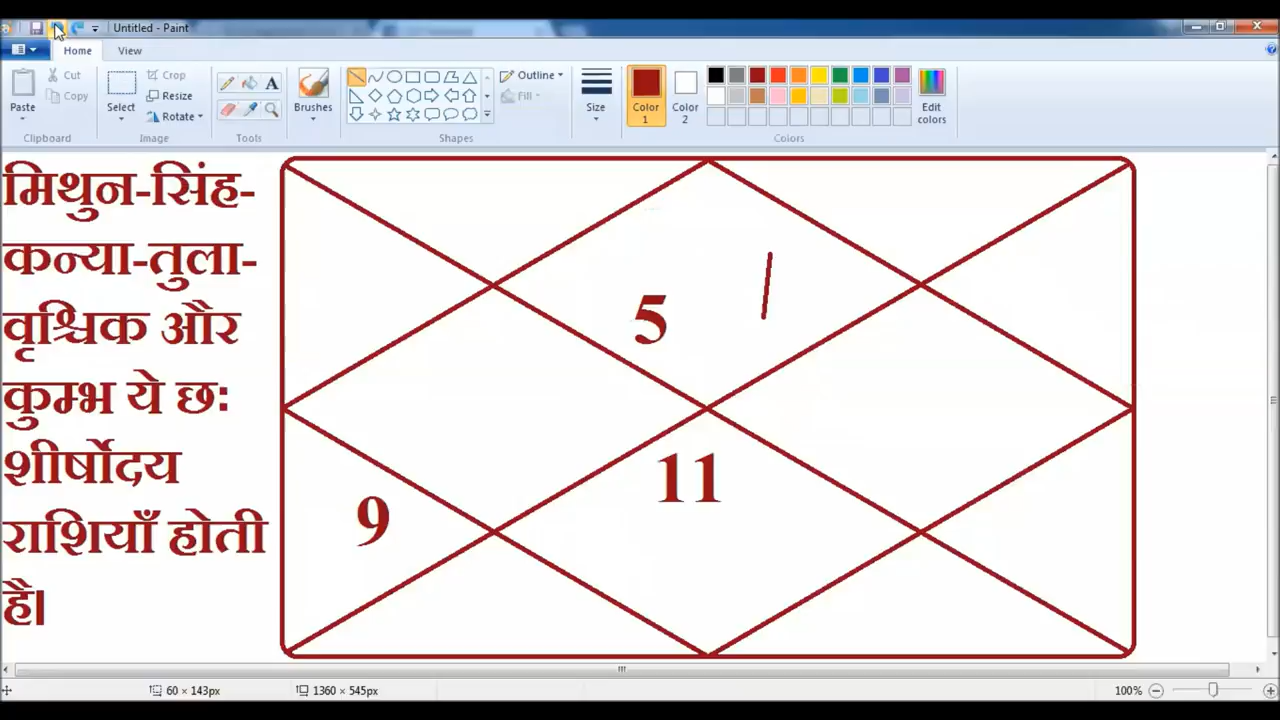 Untitled - Paint
Home
View
Paste
Cut
Copy
Clipboard
Select
Crop
Resize
Rotate
Image
A
Tools
Brushes
Outline
Fill
Shapes
Size
Color 1
Color 2
Edit colors
Colors
मिथुन-सिंह-
कन्या-तुला-
वृश्चिक और
कुम्भ ये छ:
शीर्षोदय
राशियाँ होती
है।
5
11
9
60 × 143px
1360 × 545px
100%